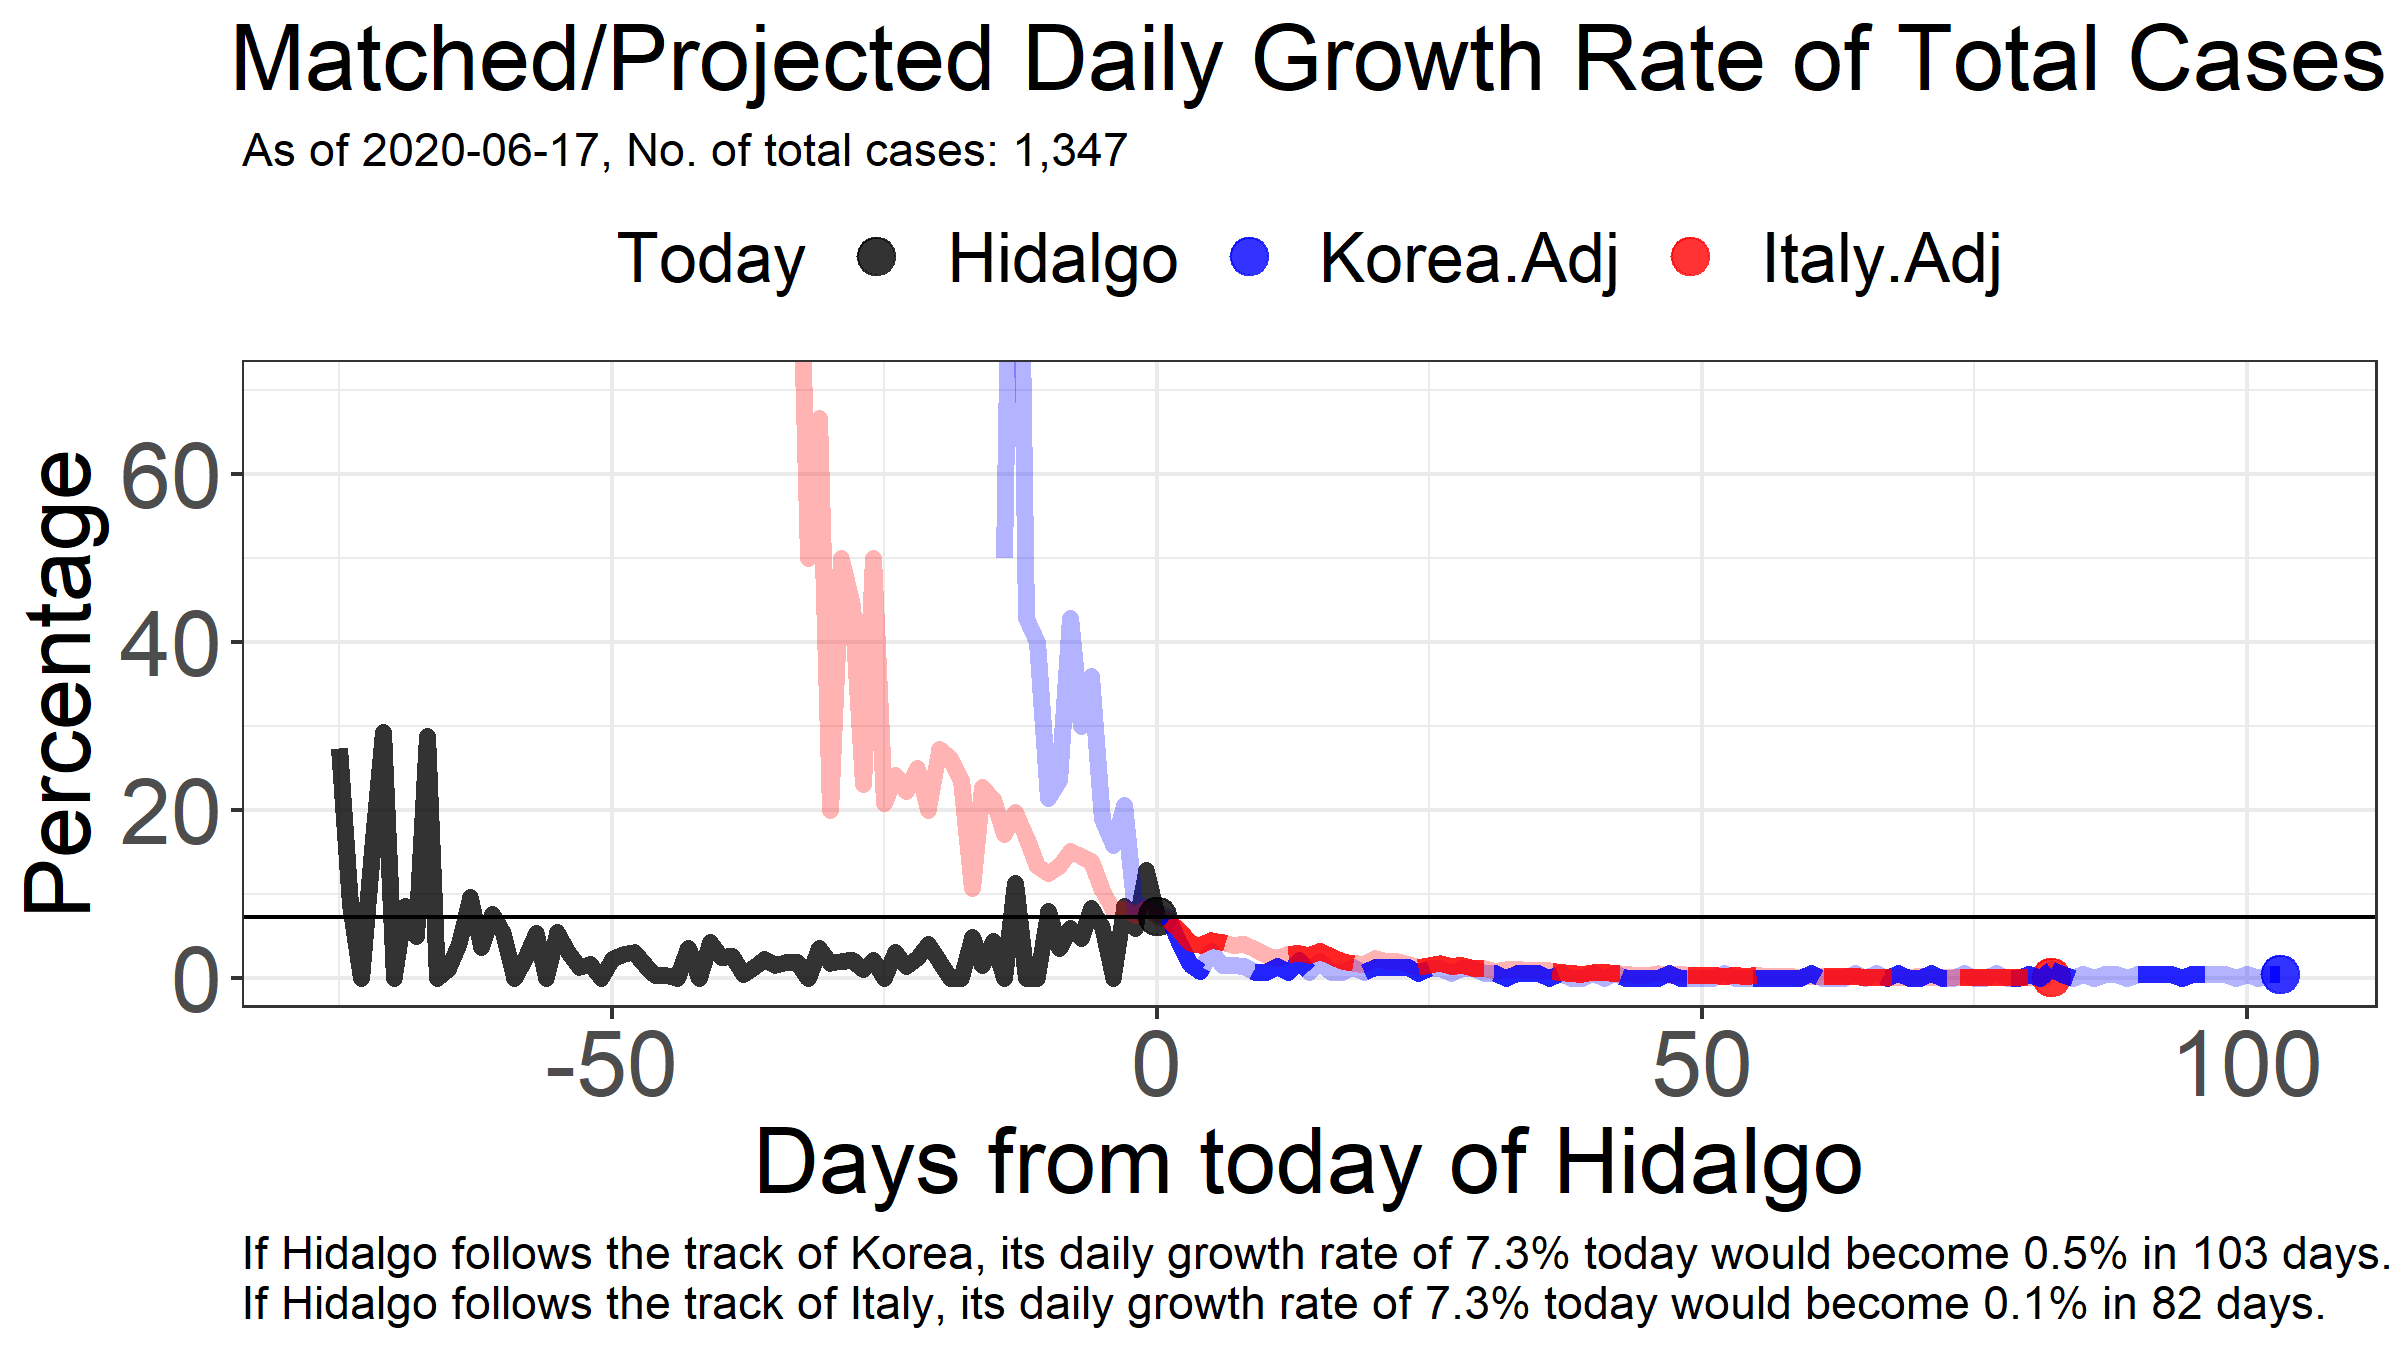 Matched/Projected Daily Growth Rate of Total Cases
As of 2020-06-17, No. of total cases: 1,347
Today Hidalgo Korea.Adj Italy.Adj
Percentage
60
40
20
0
-50 0 50 100
Days from today of Hidalgo
If Hidalgo follows the track of Korea, its daily growth rate of 7.3% today would become 0.5% in 103 days.
If Hidalgo follows the track of Italy, its daily growth rate of 7.3% today would become 0.1% in 82 days.